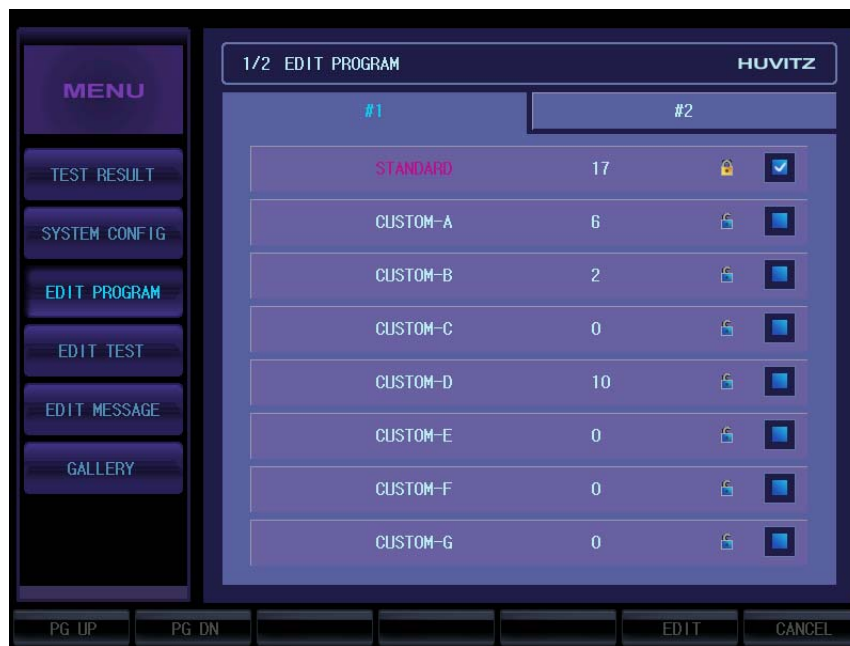 MENU
TEST RESULT
SYSTEM CONFIG
EDIT PROGRAM
EDIT TEST
EDIT MESSAGE
GALLERY
1/2 EDIT PROGRAM HUVITZ
#1 #2
STANDARD 17
CUSTOM-A 6
CUSTOM-B 2
CUSTOM-C 0
CUSTOM-D 10
CUSTOM-E 0
CUSTOM-F 0
CUSTOM-G 0
PG UP PG DN EDIT CANCEL